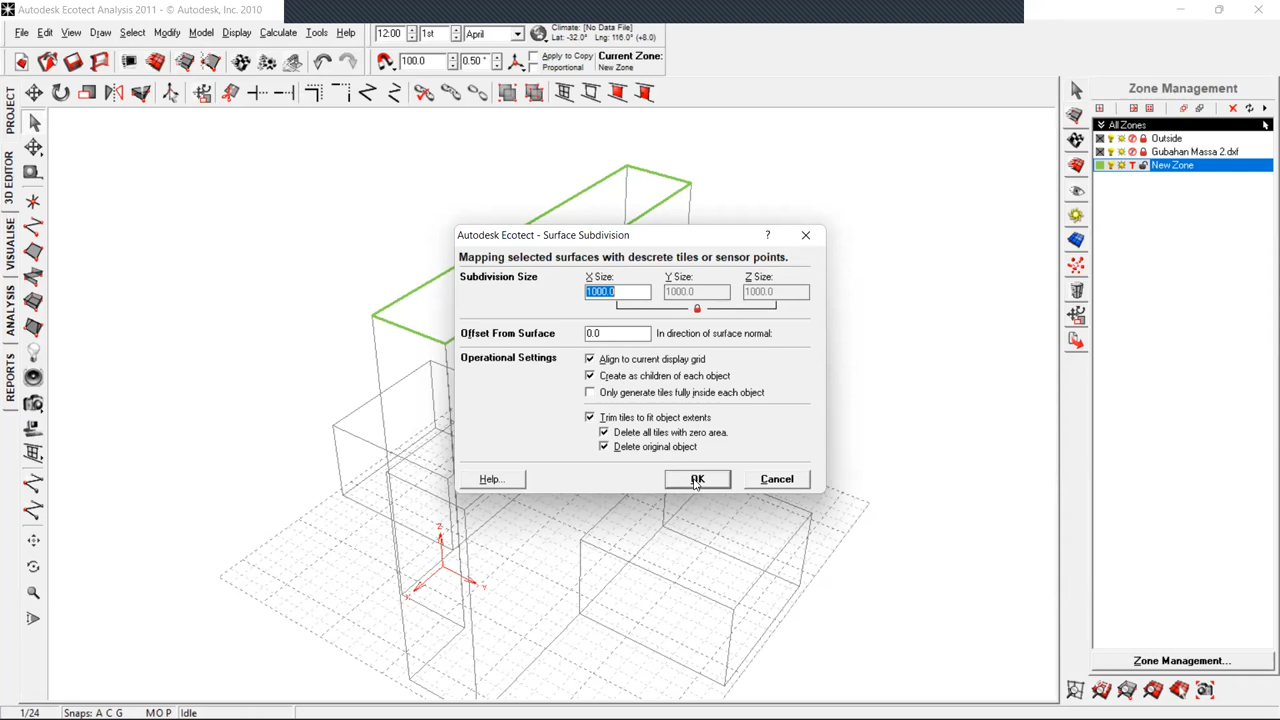 Autodesk Ecotect Analysis 2011 - © Autodesk, Inc. 2010
File Edit View Draw Select Modify Model Display Calculate Tools Help
12:00 1st April
Climate: [No Data File]
Lat: -32.0° Lng: 116.0° (+8.0)
100.0 0.50 °
Apply to Copy
Proportional
Current Zone:
New Zone
PROJECT
3D EDITOR
VISUALISE
ANALYSIS
REPORTS
Zone Management
All Zones
Outside
Gubahan Massa 2.dxf
T New Zone
Autodesk Ecotect - Surface Subdivision
?
Mapping selected surfaces with descrete tiles or sensor points.
Subdivision Size
X Size: Y Size: Z Size:
1000.0 1000.0 1000.0
Offset From Surface 0.0 In direction of surface normal:
Operational Settings
Align to current display grid
Create as children of each object
Only generate tiles fully inside each object
Trim tiles to fit object extents
Delete all tiles with zero area.
Delete original object
Help... OK Cancel
Z
X
Y
Zone Management...
1/24 Snaps: A C G M O P Idle